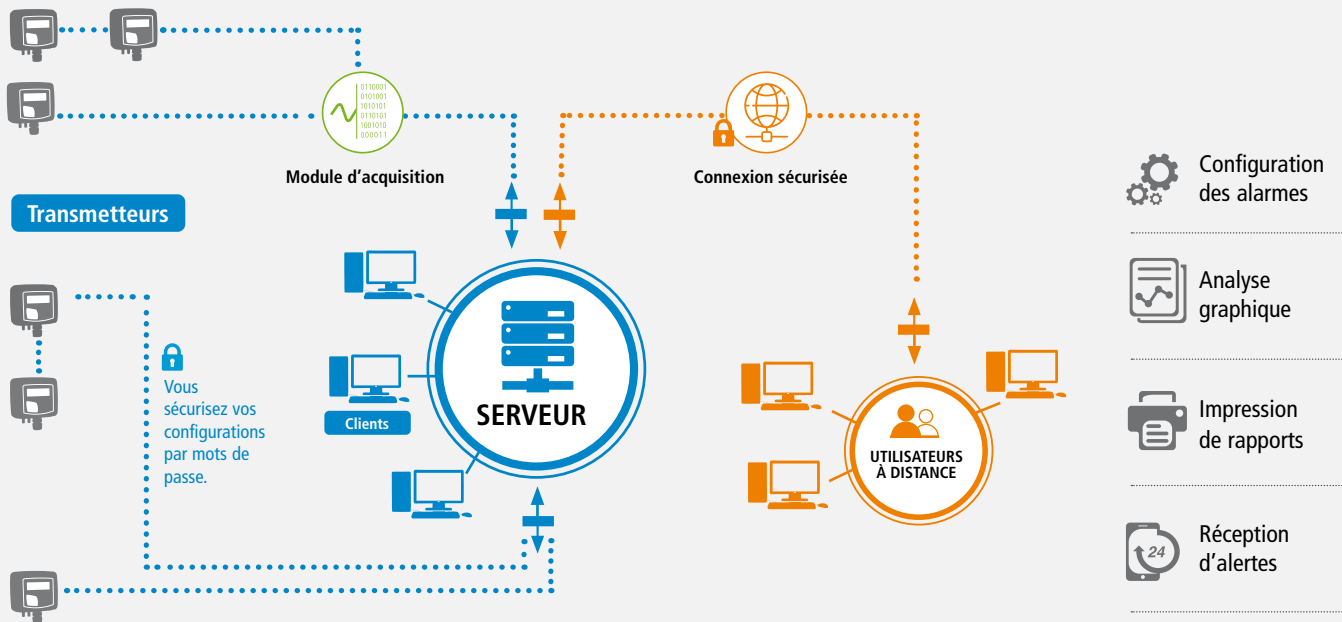 0110001
0101001
1010101
0110101
1001010
000011
Module d'acquisition
Connexion sécurisée
Transmetteurs
Vous
sécurisez vos
configurations
par mots de
passe.
Clients
SERVEUR
UTILISATEURS
À DISTANCE
Configuration
des alarmes
Analyse
graphique
Impression
de rapports
24
Réception
d'alertes